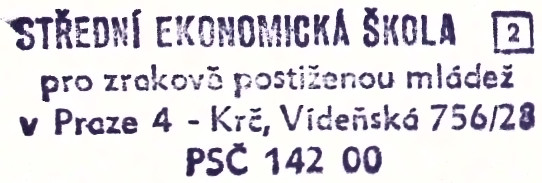 STŘEDNÍ EKONOMICKÁ ŠKOLA 2
pro zrakově postiženou mládež
v Praze 4 - Krč, Vídeňská 756/28
PSČ 142 00